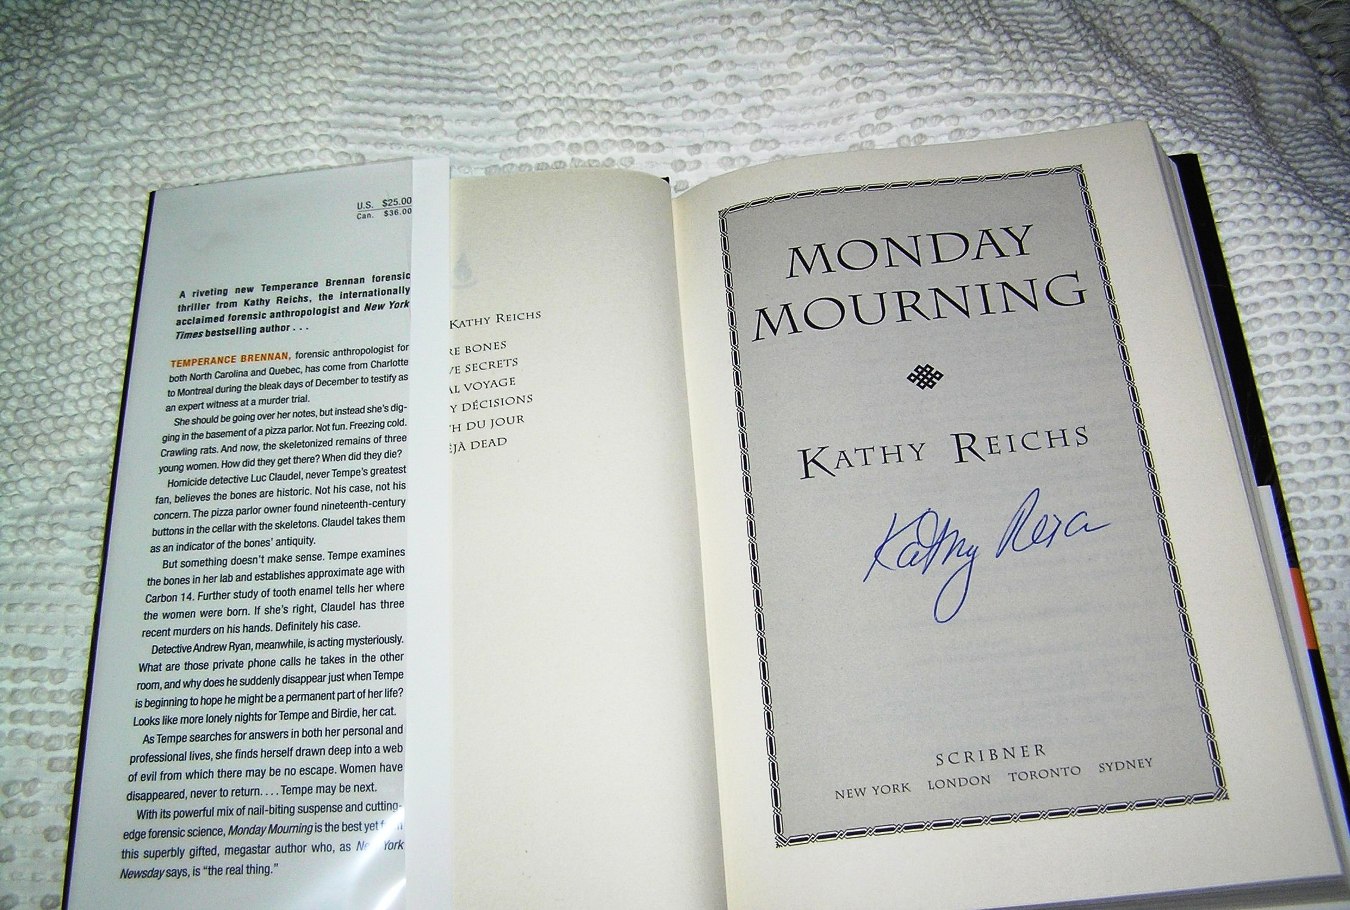 U.S. $25.00
Can. $36.00
A riveting new Temperance Brennan forensic
thriller from Kathy Reichs, the internationally
acclaimed forensic anthropologist and New York
Times bestselling author . . .
TEMPERANCE BRENNAN, forensic anthropologist for
both North Carolina and Quebec, has come from Charlotte
to Montreal during the bleak days of December to testify as
an expert witness at a murder trial.
She should be going over her notes, but instead she's dig-
ging in the basement of a pizza parlor. Not fun. Freezing cold.
Crawling rats. And now, the skeletonized remains of three
young women. How did they get there? When did they die?
Homicide detective Luc Claudel, never Tempe's greatest
fan, believes the bones are historic. Not his case, not his
concern. The pizza parlor owner found nineteenth-century
buttons in the cellar with the skeletons. Claudel takes them
as an indicator of the bones' antiquity.
But something doesn't make sense. Tempe examines
the bones in her lab and establishes approximate age with
Carbon 14. Further study of tooth enamel tells her where
the women were born. If she's right, Claudel has three
recent murders on his hands. Definitely his case.
Detective Andrew Ryan, meanwhile, is acting mysteriously.
What are those private phone calls he takes in the other
room, and why does he suddenly disappear just when Tempe
is beginning to hope he might be a permanent part of her life?
Looks like more lonely nights for Tempe and Birdie, her cat.
As Tempe searches for answers in both her personal and
professional lives, she finds herself drawn deep into a web
of evil from which there may be no escape. Women have
disappeared, never to return. . . . Tempe may be next.
With its powerful mix of nail-biting suspense and cutting-
edge forensic science, Monday Mourning is the best yet
this superbly gifted, megastar author who, as New York
Newsday says, is "the real thing."
KATHY REICHS
RE BONES
VE SECRETS
AL VOYAGE
Y DÉCISIONS
H DU JOUR
ÉJÀ DEAD
MONDAY
MOURNING
KATHY REICHS
Kathy Reichs
SCRIBNER
NEW YORK LONDON TORONTO SYDNEY